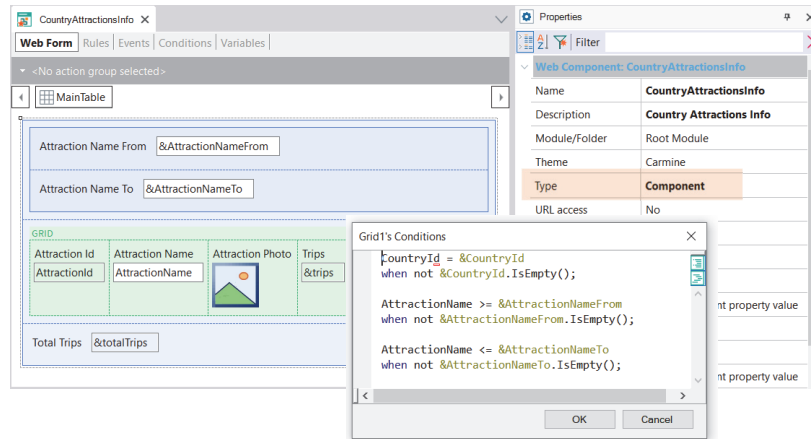 CountryAttractionsInfo
Web Form Rules Events Conditions Variables
<No action group selected>
MainTable
Attraction Name From &AttractionNameFrom
Attraction Name To &AttractionNameTo
GRID
Attraction Id Attraction Name Attraction Photo Trips
AttractionId AttractionName &trips
Total Trips &totalTrips
Properties
Filter
Web Component: CountryAttractionsInfo
Name CountryAttractionsInfo
Description Country Attractions Info
Module/Folder Root Module
Theme Carmine
Type Component
URL access No
nt property value
nt property value
Grid1's Conditions
CountryId = &CountryId
when not &CountryId.IsEmpty();
AttractionName >= &AttractionNameFrom
when not &AttractionNameFrom.IsEmpty();
AttractionName <= &AttractionNameTo
when not &AttractionNameTo.IsEmpty();
OK Cancel